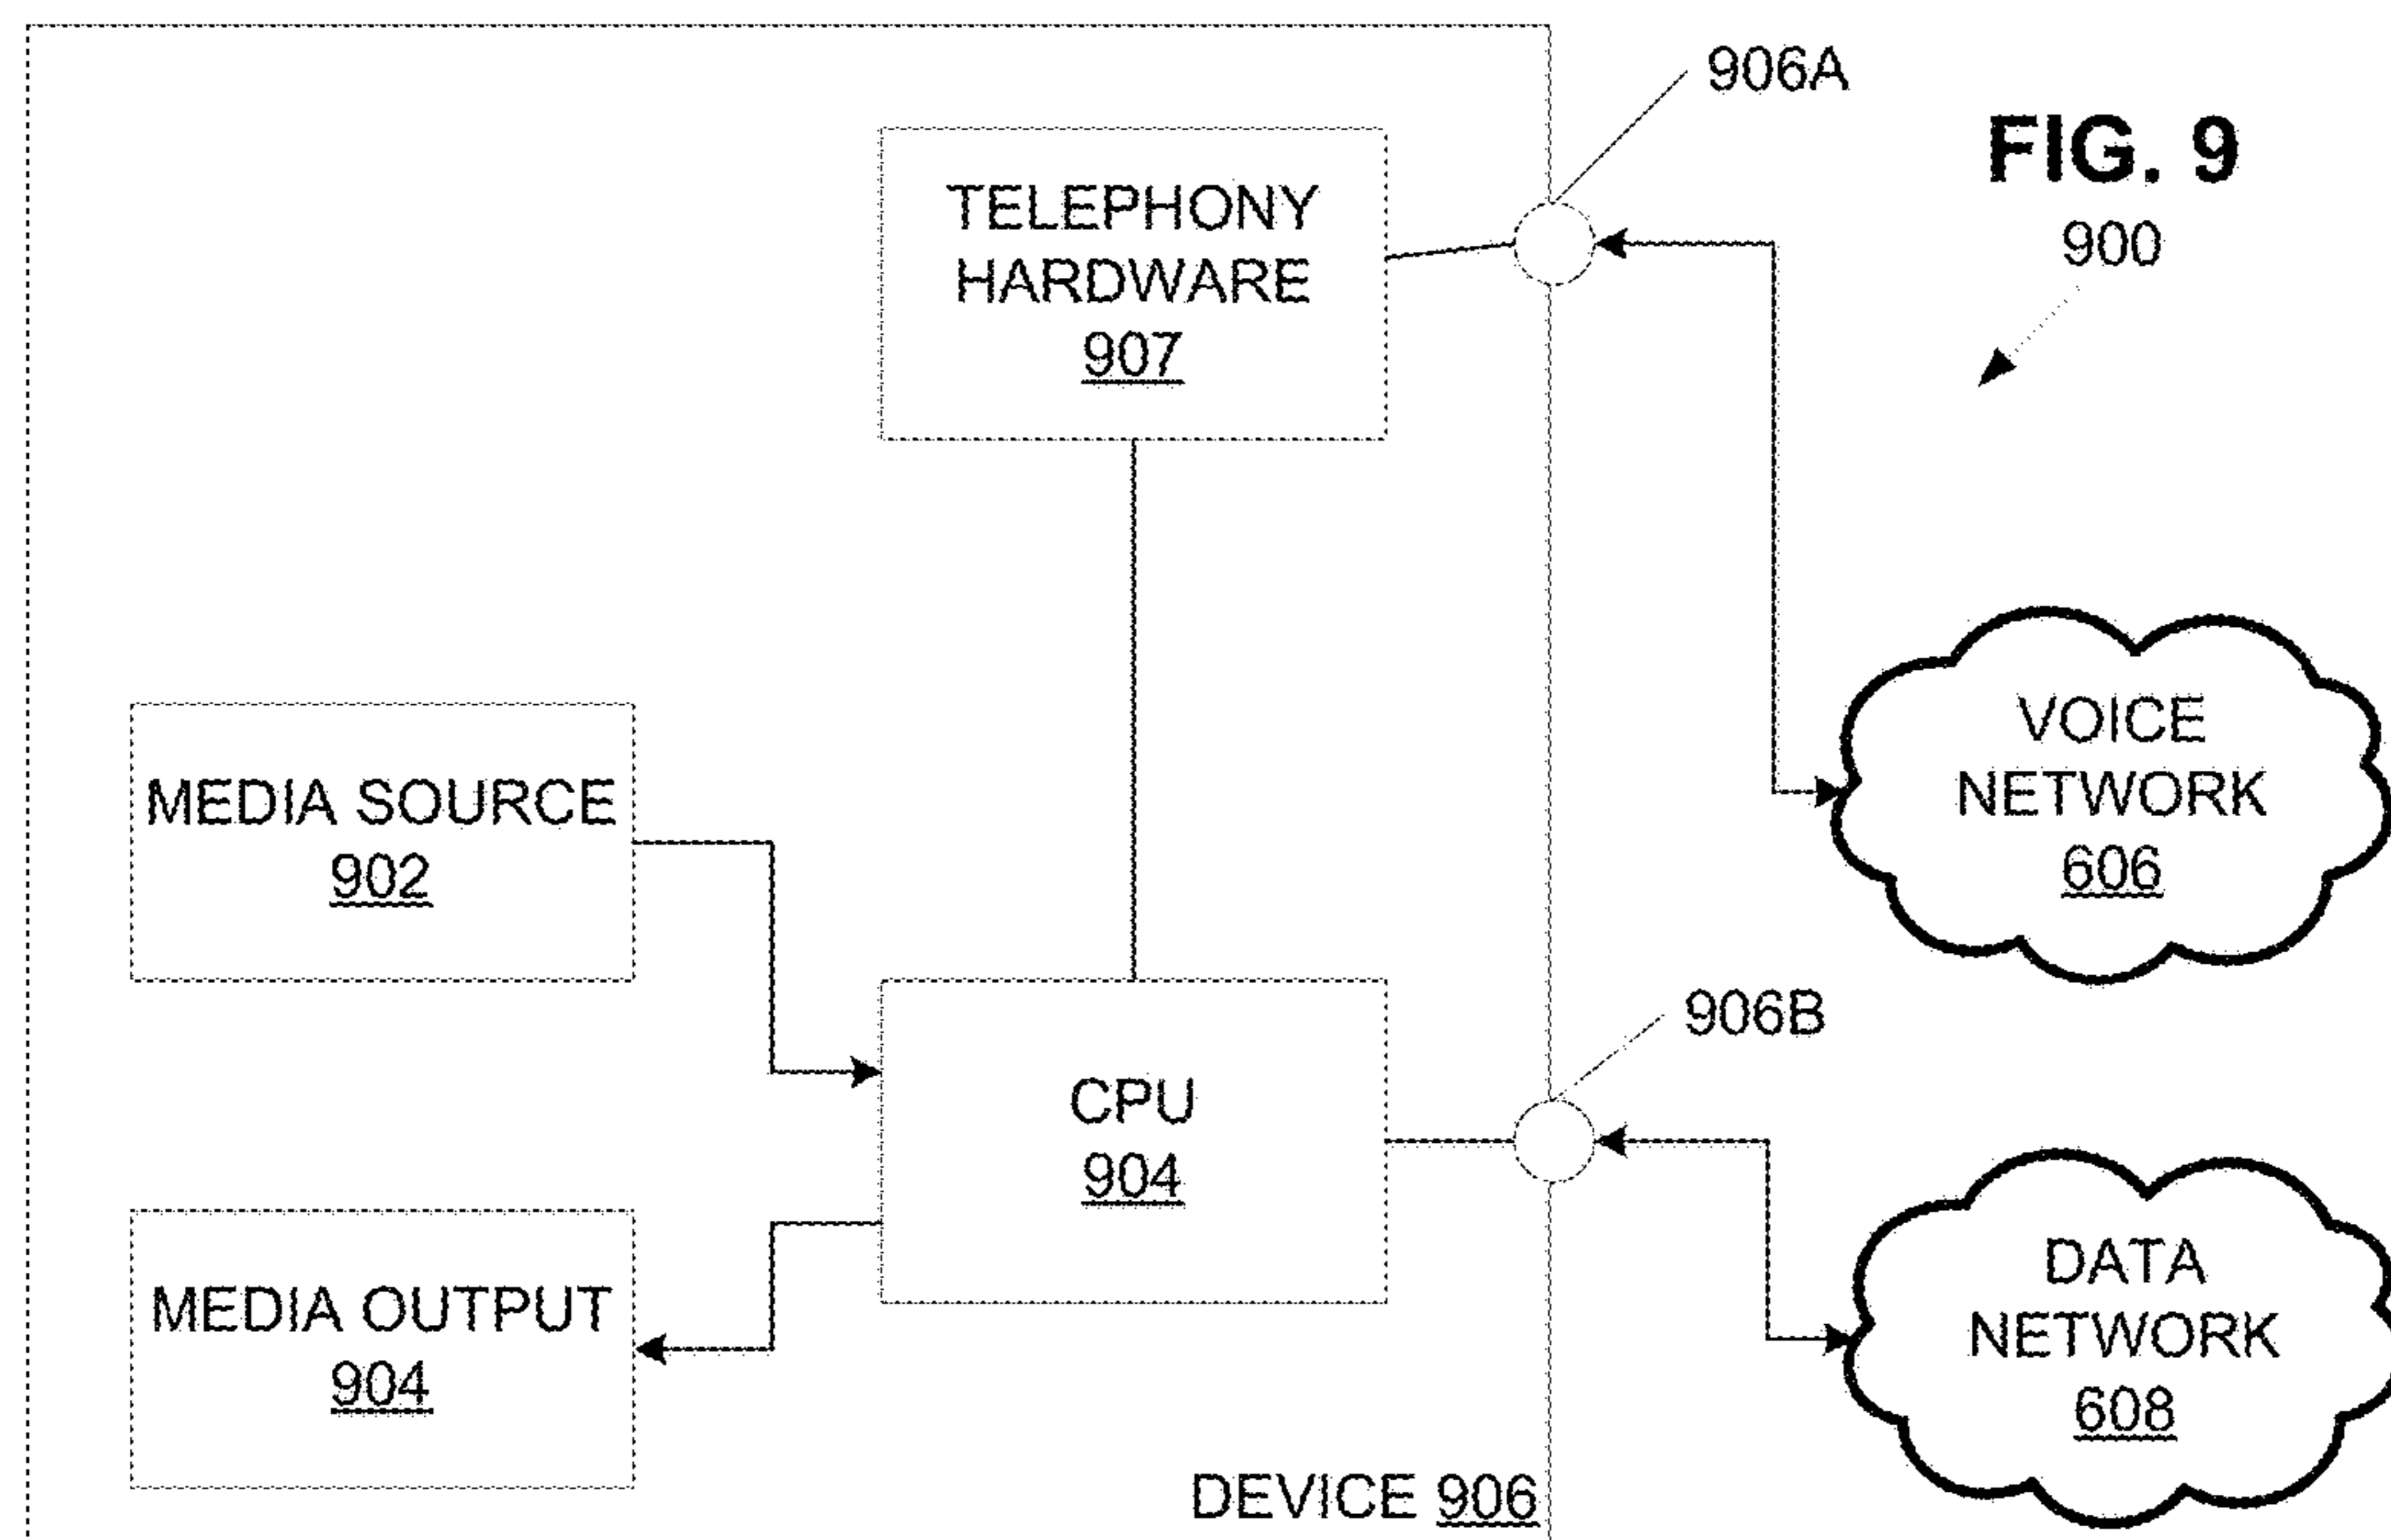 906A
FIG. 9
900
TELEPHONY
HARDWARE
907
VOICE
NETWORK
606
MEDIA SOURCE
902
906B
CPU
904
DATA
NETWORK
608
MEDIA OUTPUT
904
DEVICE 906